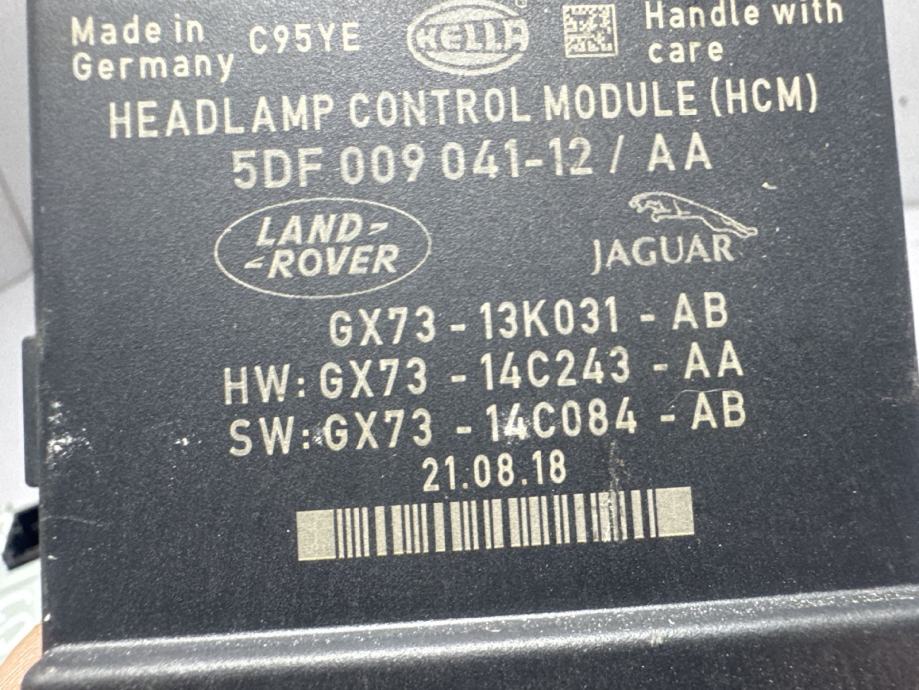 Made in Germany
C95YE
HELLA
Handle with care
HEADLAMP CONTROL MODULE (HCM)
5DF 009 041-12 / AA
LAND-
-ROVER
JAGUAR
GX73 - 13K031 - AB
HW: GX73 - 14C243 - AA
SW: GX73 - 14C084 - AB
21.08.18